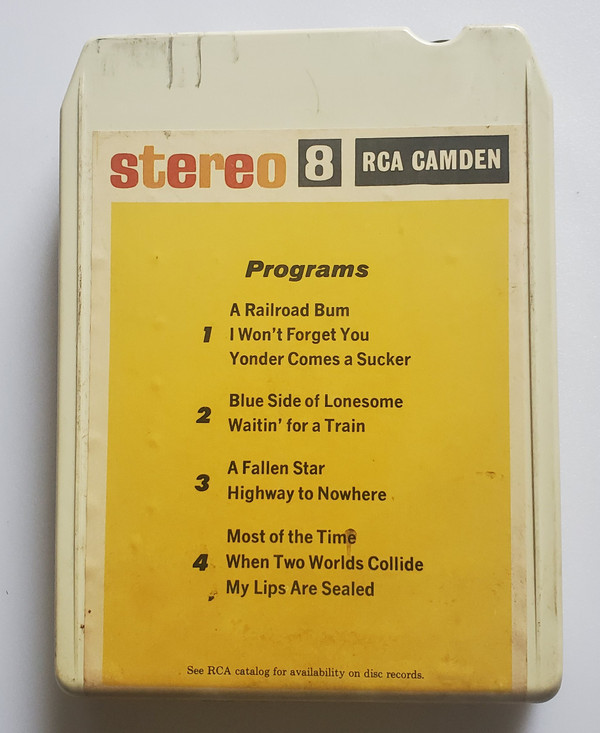 stereo 8 RCA CAMDEN
Programs
A Railroad Bum
1 I Won't Forget You
Yonder Comes a Sucker
2 Blue Side of Lonesome
Waitin' for a Train
3 A Fallen Star
Highway to Nowhere
Most of the Time
4 When Two Worlds Collide
My Lips Are Sealed
See RCA catalog for availability on disc records.